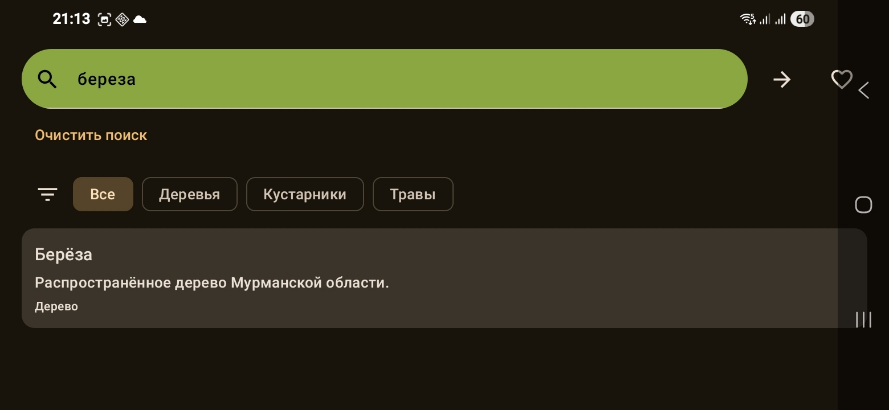 21:13
60
береза
Очистить поиск
Все Деревья Кустарники Травы
Берёза
Распространённое дерево Мурманской области.
Дерево